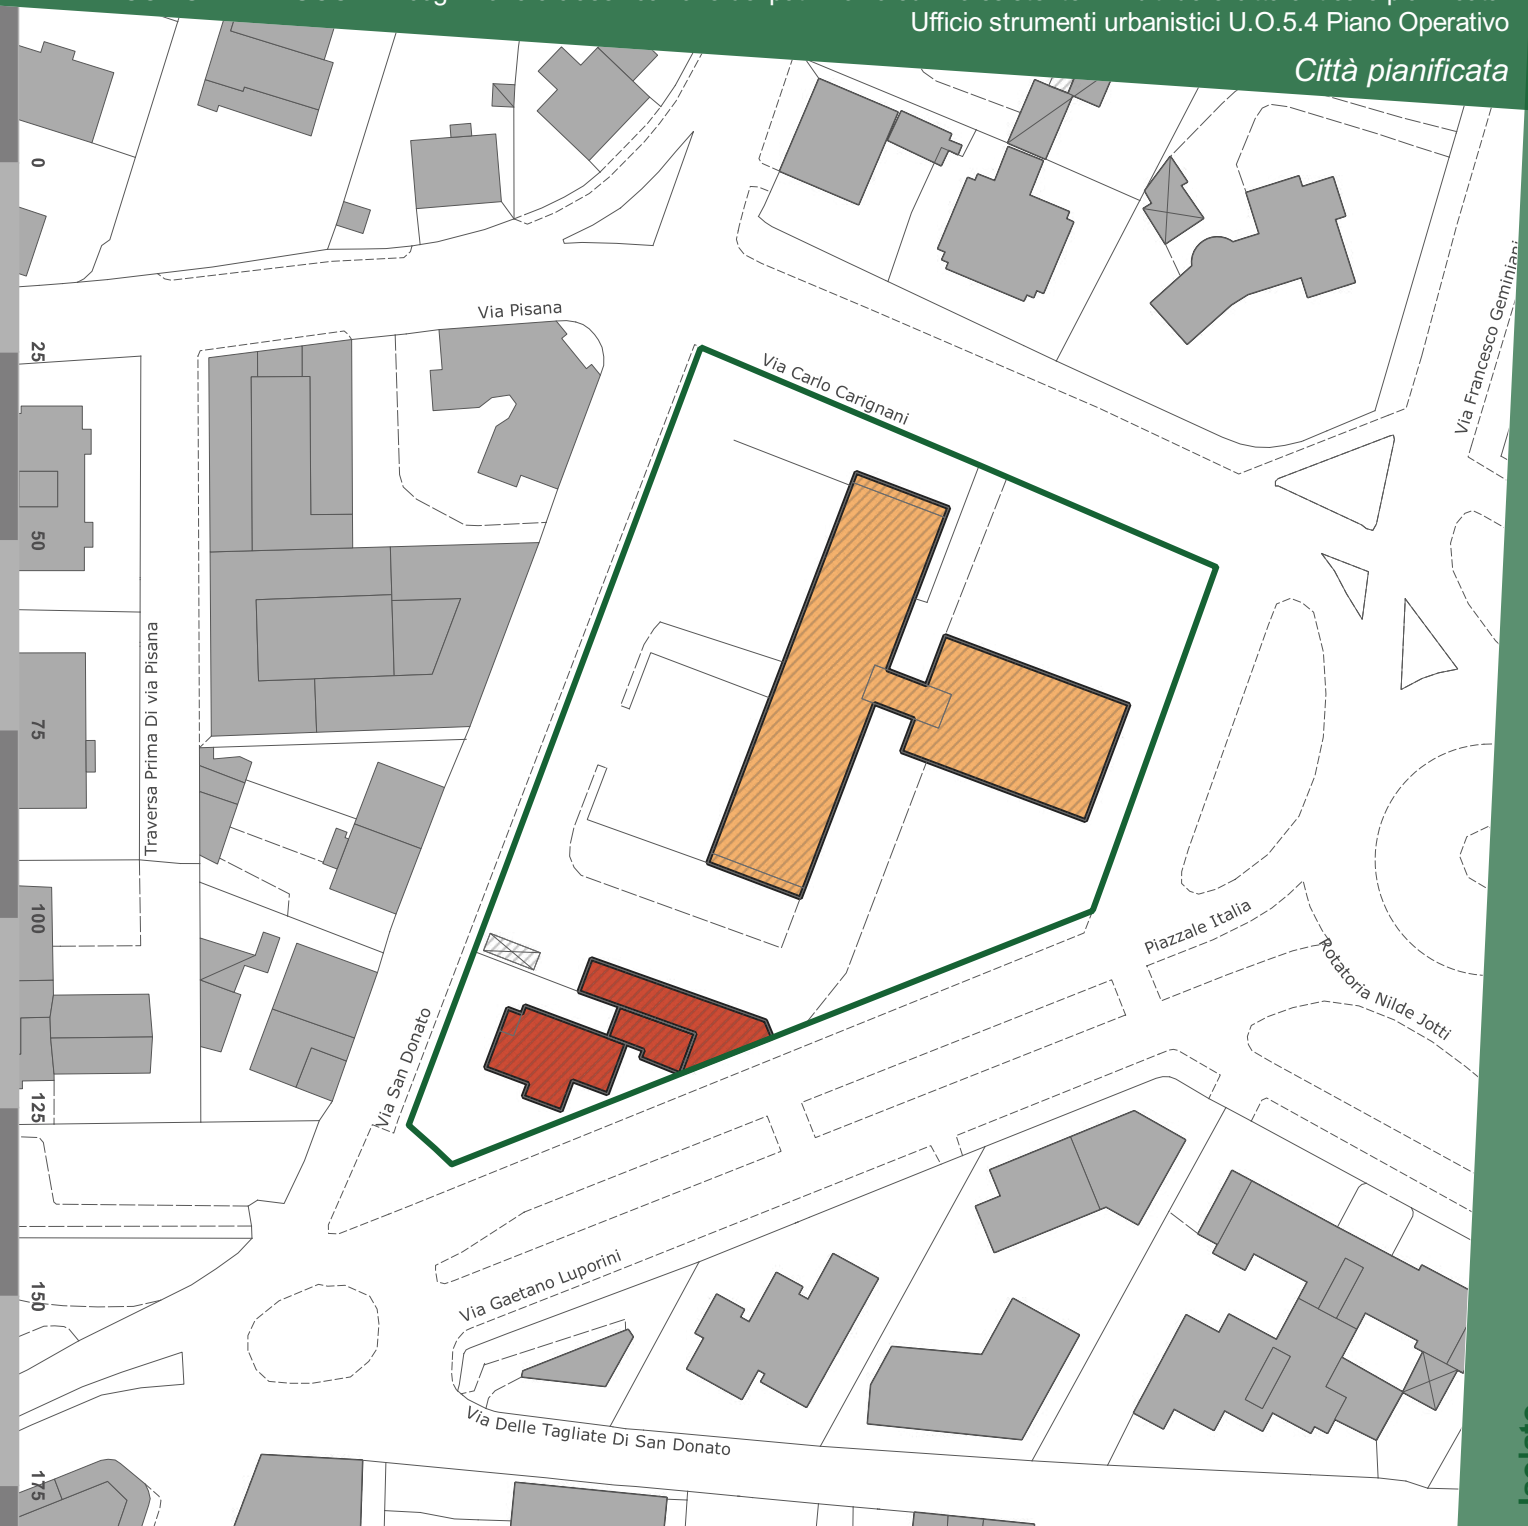 Ufficio strumenti urbanistici U.O.5.4 Piano Operativo
Città pianificata
0
25
50
75
100
125
150
175
Via Pisana
Via Carlo Carignani
Via Francesco Geminiani
Traversa Prima Di via Pisana
Via San Donato
Piazzale Italia
Rotatoria Nilde Jotti
Via Gaetano Luporini
Via Delle Tagliate Di San Donato